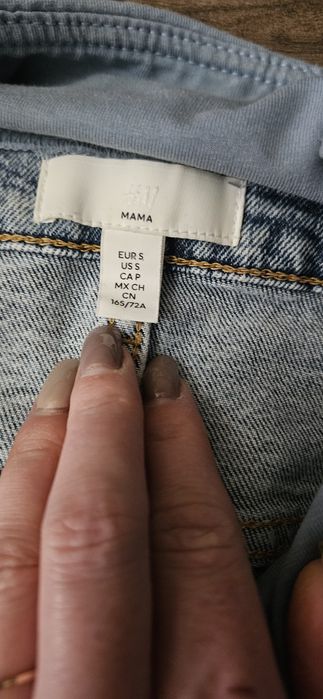 H&M
MAMA
EUR S
US S
CA P
MX CH
CN
165/72A